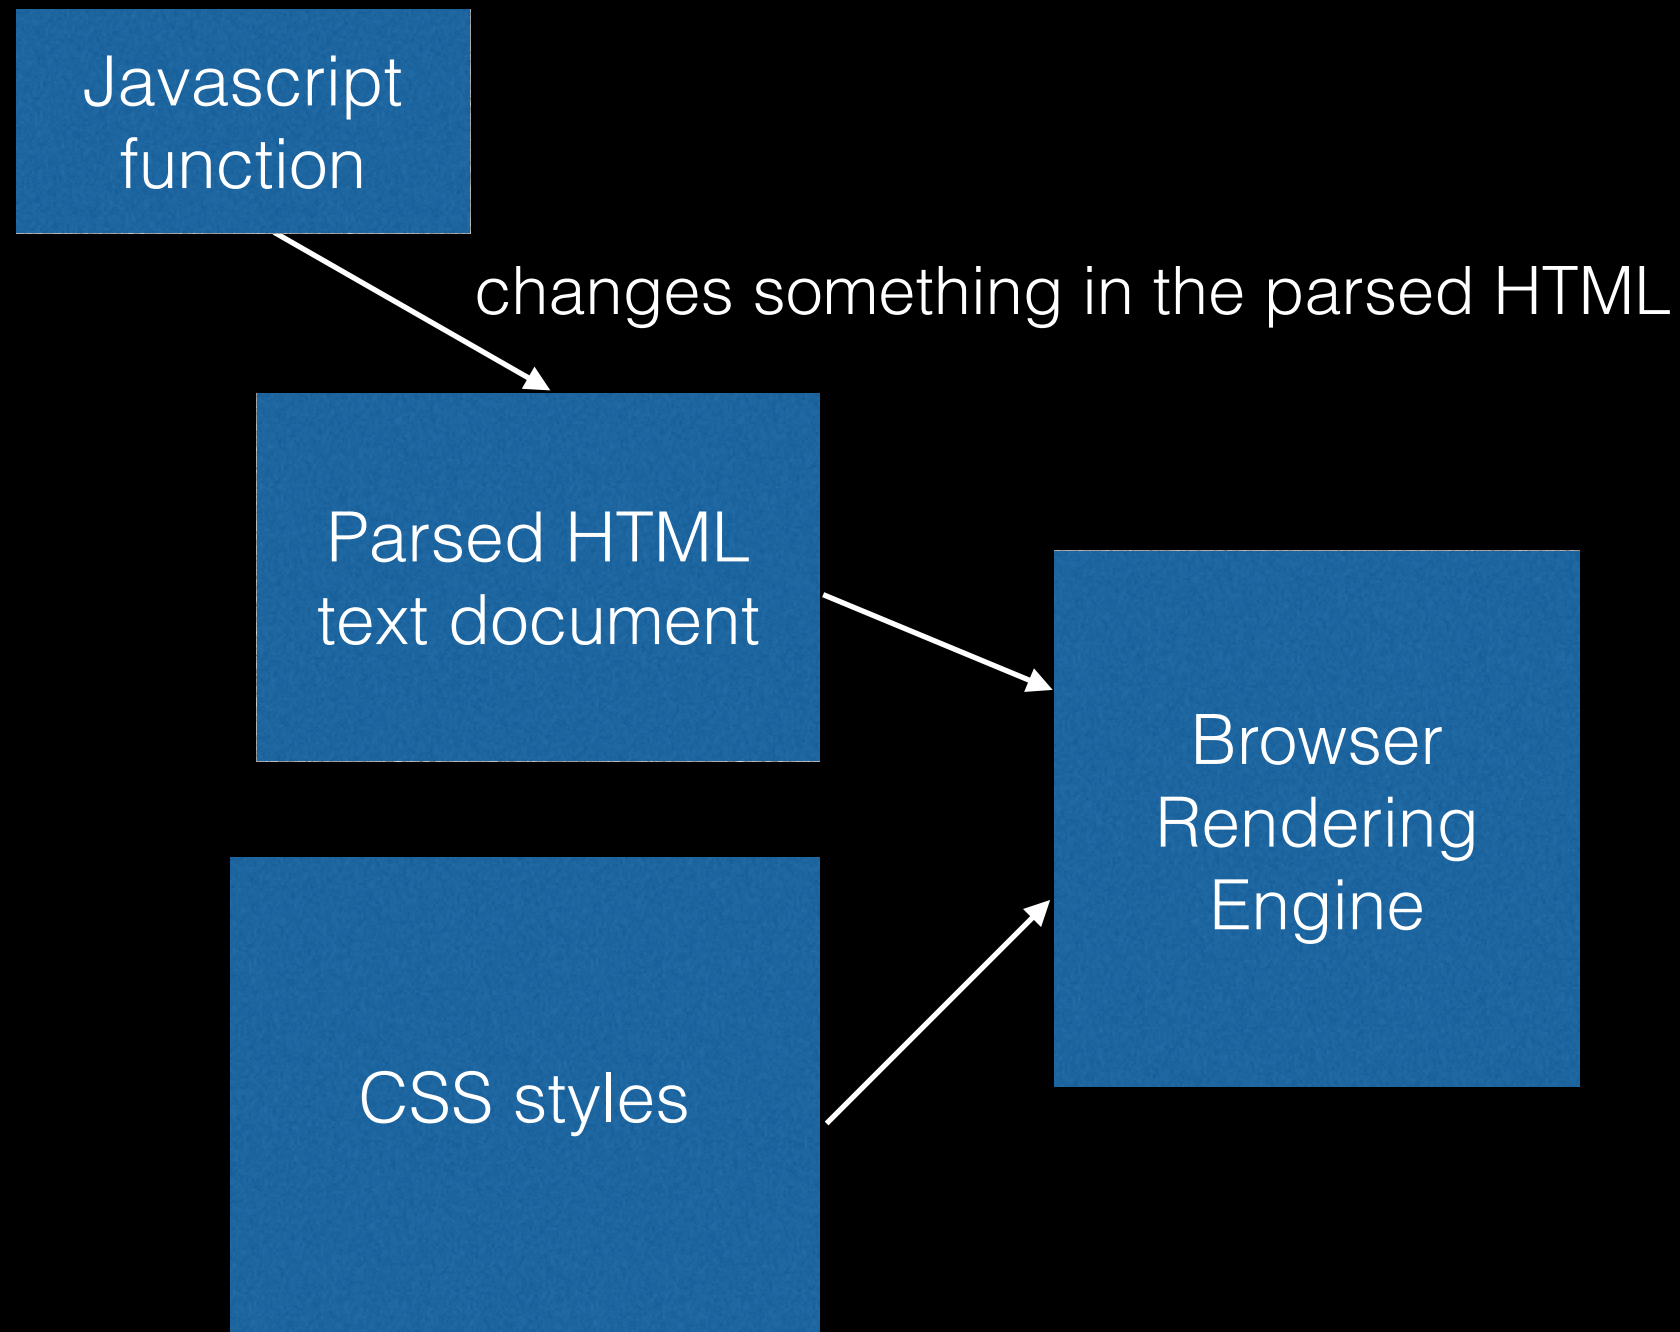 Javascript
function
changes something in the parsed HTML
Parsed HTML
text document
Browser
Rendering
Engine
CSS styles